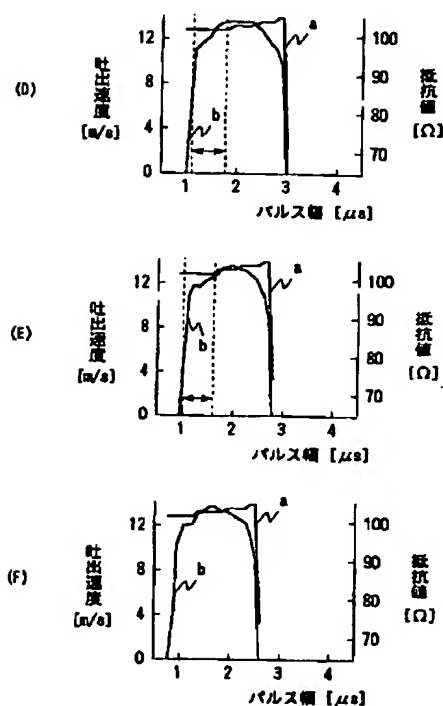 (D)
吐出速度
[m/s]
12
8
4
0
a
b
100
90
80
70
抵抗値
[Ω]
1 2 3 4
パルス幅 [μs]
(E)
吐出速度
[m/s]
12
8
4
0
a
b
100
90
80
70
抵抗値
[Ω]
1 2 3 4
パルス幅 [μs]
(F)
吐出速度
[m/s]
12
8
4
0
a
b
100
90
80
70
抵抗値
[Ω]
1 2 3 4
パルス幅 [μs]